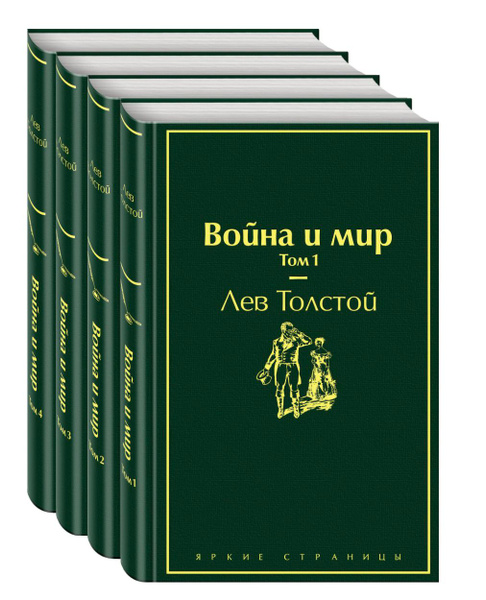 Война и мир
Том 1
Лев Толстой
ЯРКИЕ СТРАНИЦЫ
Лев Толстой
Война и мир
Том 4
Лев Толстой
Война и мир
Том 3
Лев Толстой
Война и мир
Том 2
Лев Толстой
Война и мир
Том 1